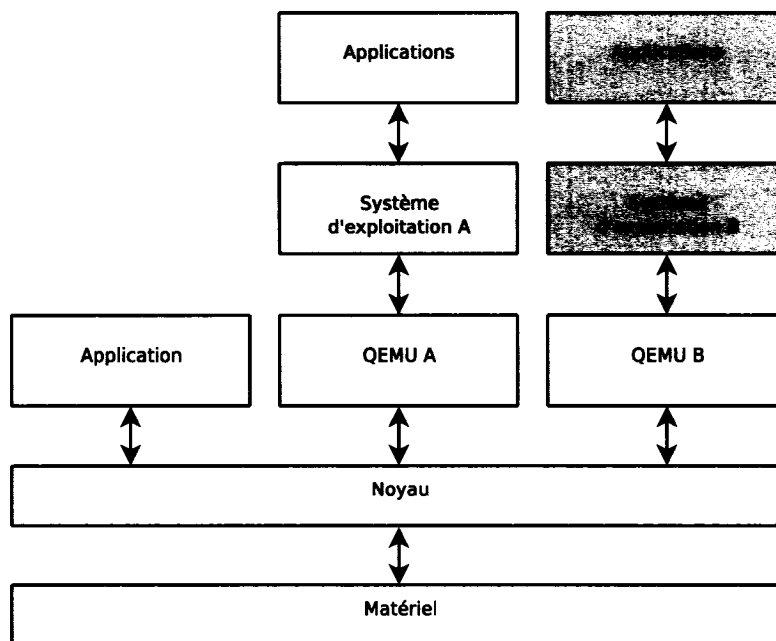 Applications
Système
d'exploitation A
Application
QEMU A
QEMU B
Noyau
Matériel